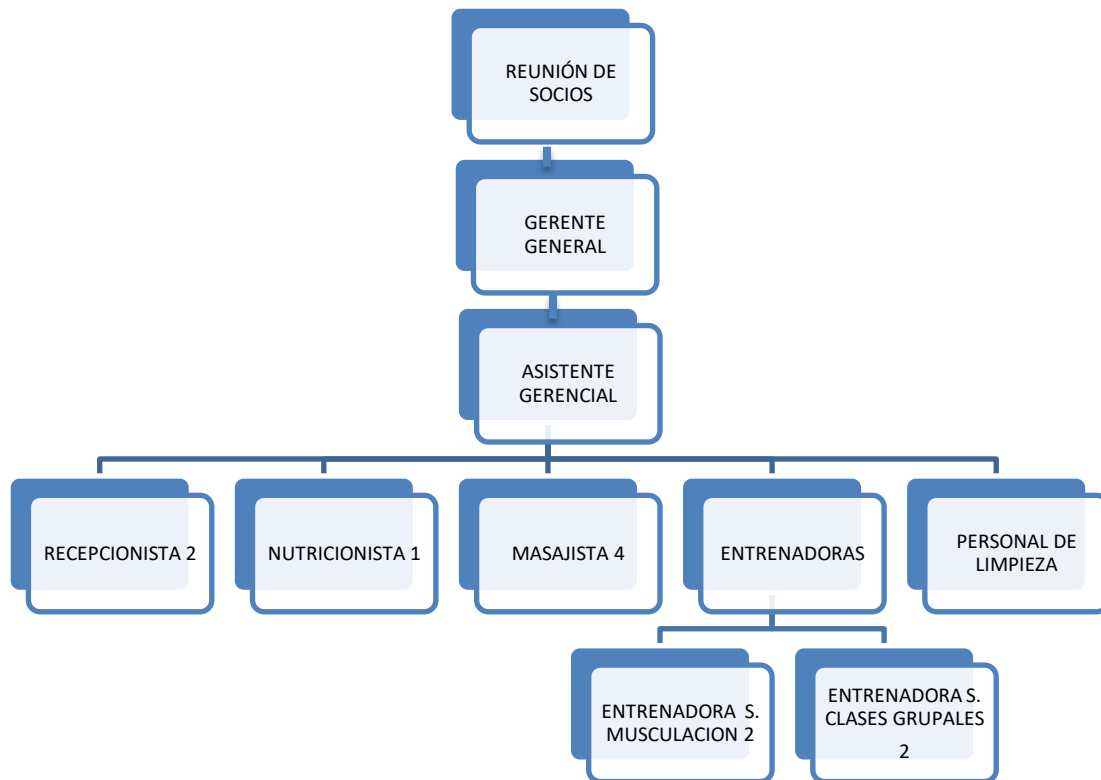 REUNIÓN DE
SOCIOS
GERENTE
GENERAL
ASISTENTE
GERENCIAL
RECEPCIONISTA 2
NUTRICIONISTA 1
MASAJISTA 4
ENTRENADORAS
PERSONAL DE
LIMPIEZA
ENTRENADORA S.
MUSCULACION 2
ENTRENADORA S.
CLASES GRUPALES
2